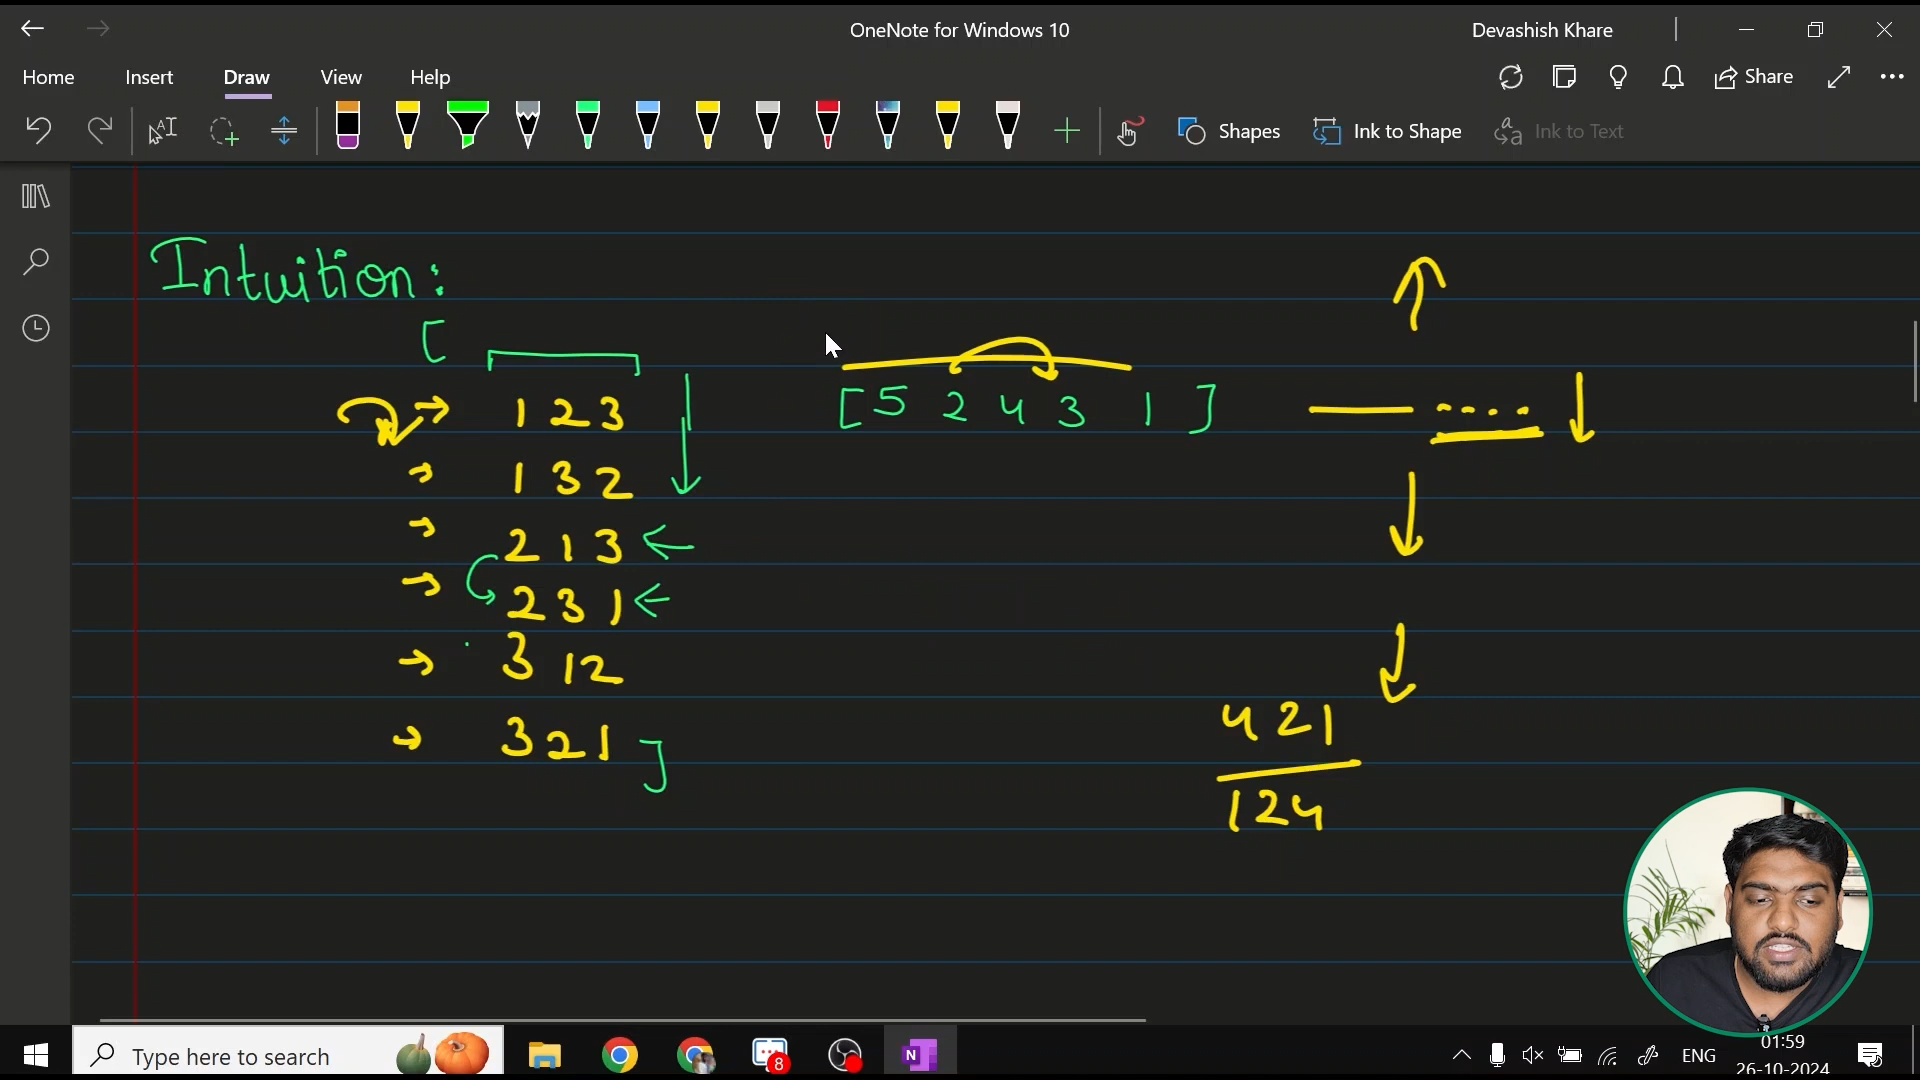 OneNote for Windows 10
Devashish Khare
Home Insert Draw View Help
Share
Shapes Ink to Shape Ink to Text
Intuition:
[
1 2 3
[ 5 2 4 3 1 ]
1 3 2
2 1 3
2 3 1
3 1 2
3 2 1 ]
4 2 1
1 2 4
Type here to search
8
N
ENG
01:59
26-10-2024